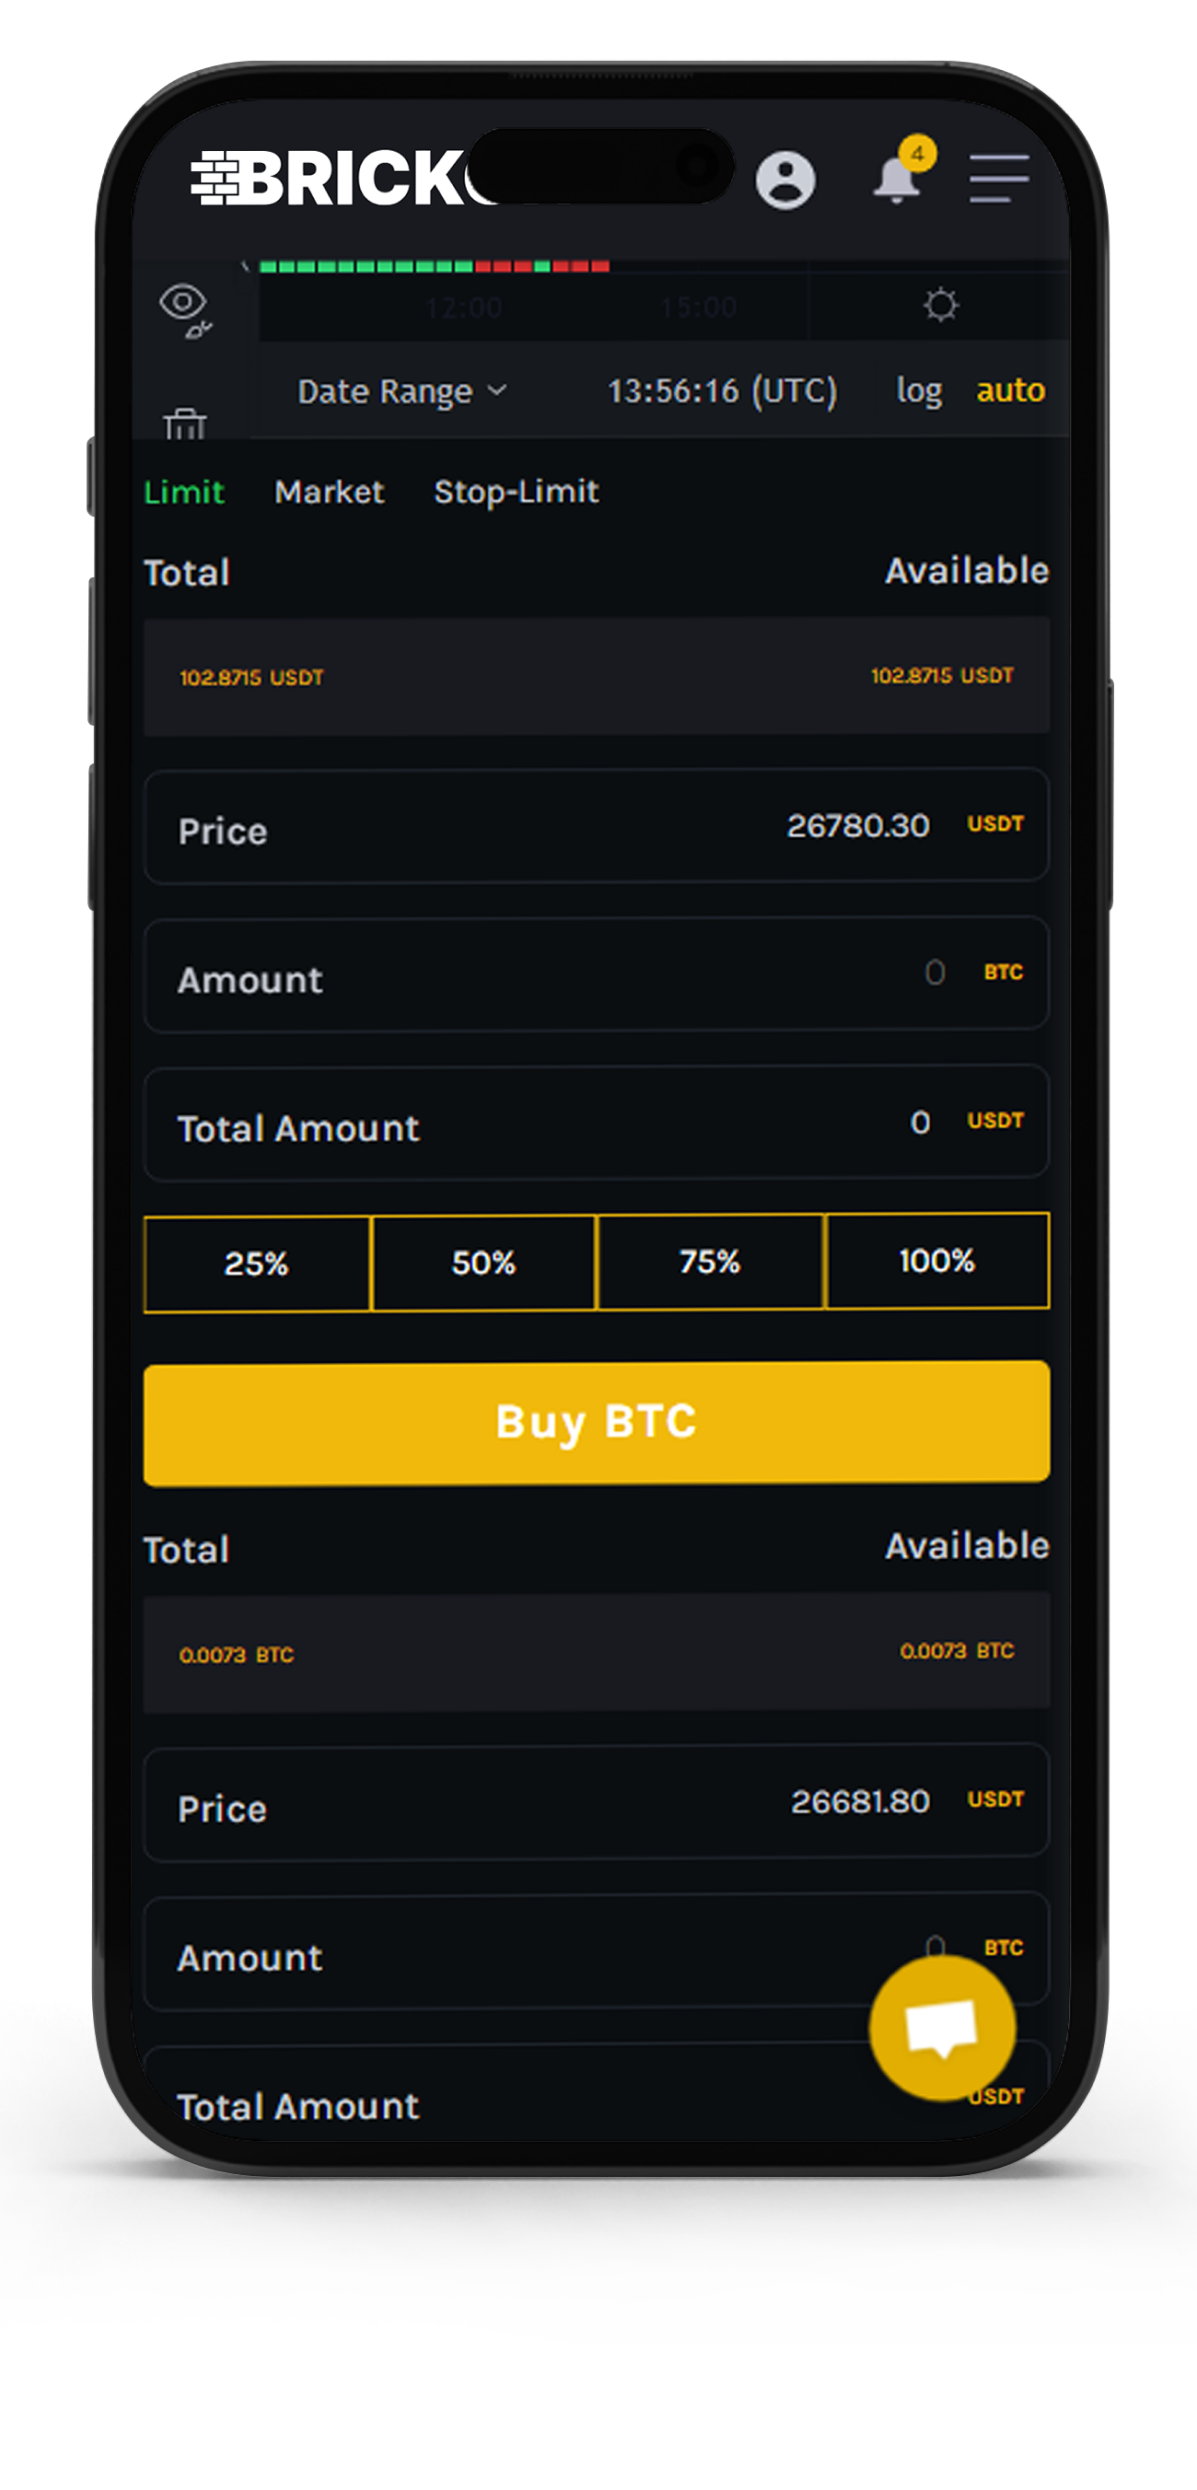 BRICK
4
12:00 15:00
Date Range 13:56:16 (UTC) log auto
Limit Market Stop-Limit
Total Available
102.8715 USDT 102.8715 USDT
Price 26780.30 USDT
Amount 0 BTC
Total Amount 0 USDT
25% 50% 75% 100%
Buy BTC
Total Available
0.0073 BTC 0.0073 BTC
Price 26681.80 USDT
Amount 0 BTC
Total Amount USDT